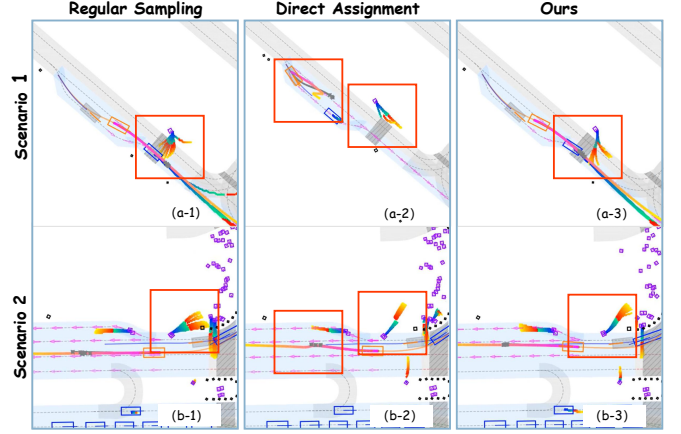 Regular Sampling
Direct Assignment
Ours
Scenario 1
(a-1)
(a-2)
(a-3)
Scenario 2
(b-1)
(b-2)
(b-3)